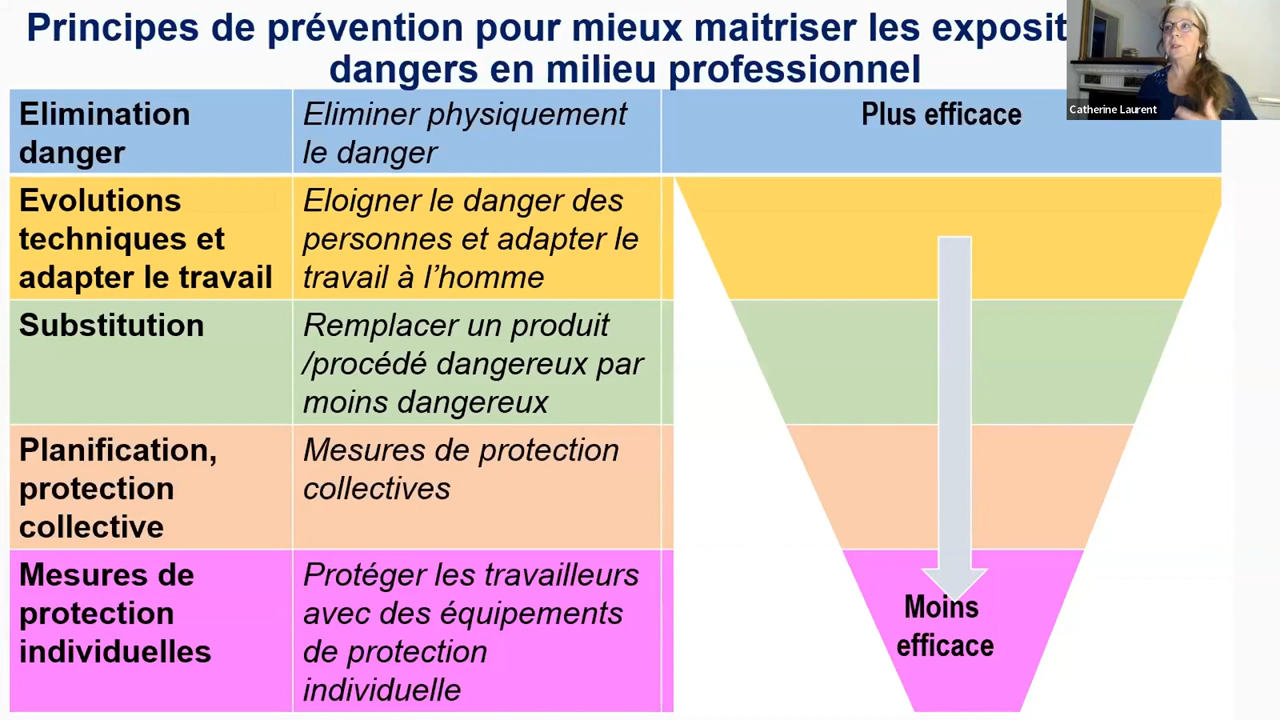 Principes de prévention pour mieux maitriser les exposit
dangers en milieu professionnel
Catherine Laurent
Elimination
danger
Eliminer physiquement
le danger
Plus efficace
Evolutions
techniques et
adapter le travail
Eloigner le danger des
personnes et adapter le
travail à l’homme
Substitution
Remplacer un produit
/procédé dangereux par
moins dangereux
Planification,
protection
collective
Mesures de protection
collectives
Mesures de
protection
individuelles
Protéger les travailleurs
avec des équipements
de protection
individuelle
Moins
efficace